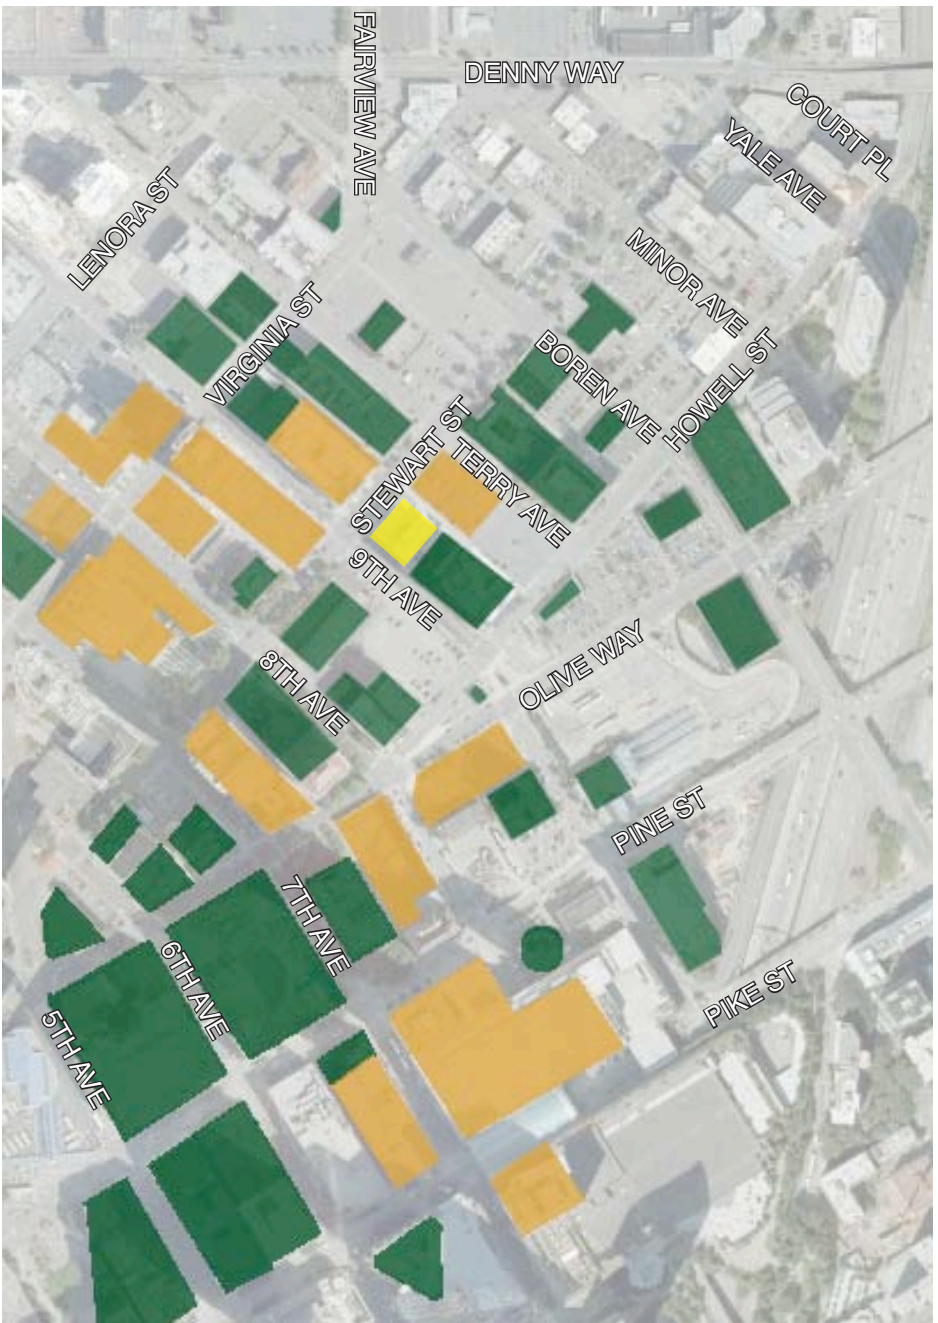 FAIRVIEW AVE
DENNY WAY
COURT PL
YALE AVE
LENORA ST
MINOR AVE
VIRGINIA ST
BOREN AVE
HOWELL ST
STEWART ST
TERRY AVE
9TH AVE
8TH AVE
OLIVE WAY
PINE ST
7TH AVE
6TH AVE
PIKE ST
5TH AVE